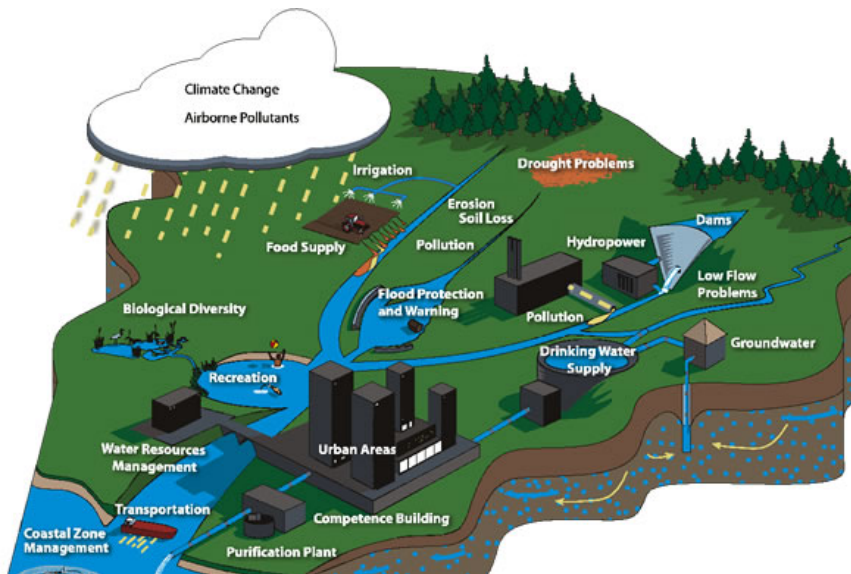 Climate Change
Airborne Pollutants
Irrigation
Drought Problems
Erosion
Soil Loss
Dams
Food Supply
Pollution
Hydropower
Low Flow
Problems
Flood Protection
and Warning
Biological Diversity
Pollution
Groundwater
Drinking Water
Supply
Recreation
Urban Areas
Water Resources
Management
Transportation
Competence Building
Coastal Zone
Management
Purification Plant